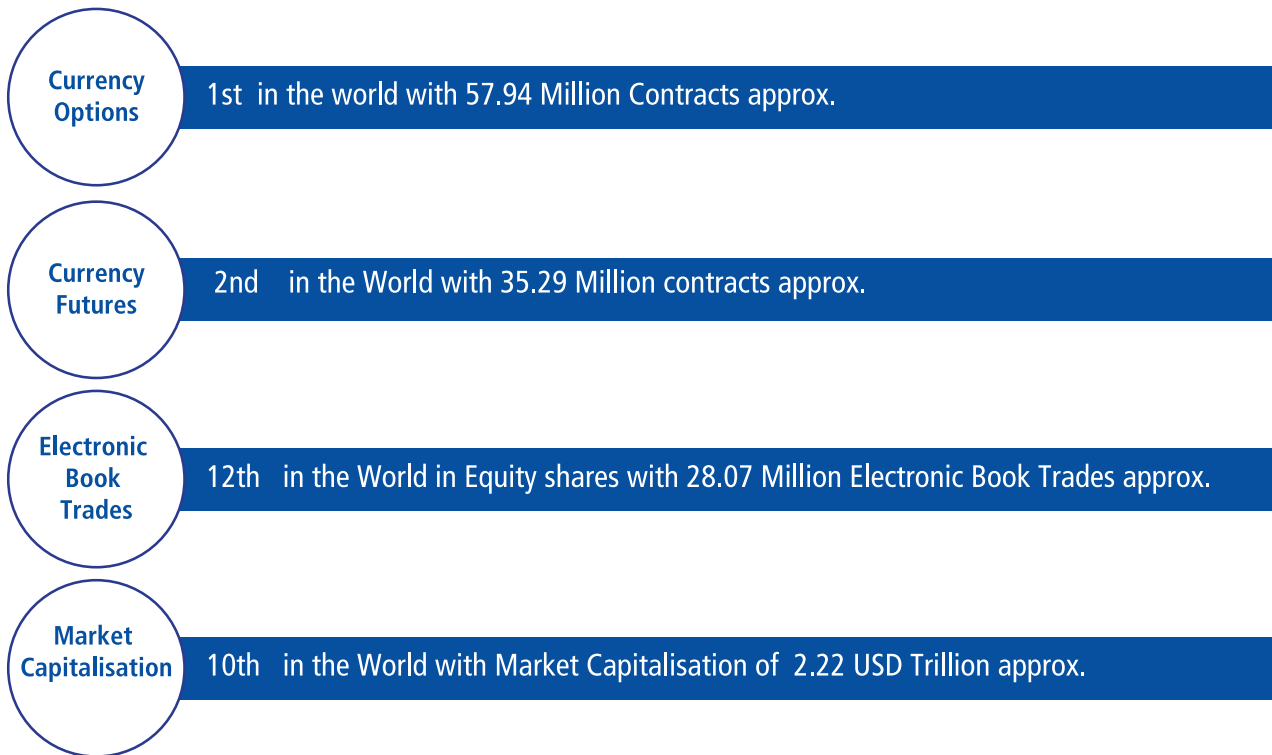 Currency
Options
1st in the world with 57.94 Million Contracts approx.
Currency
Futures
2nd in the World with 35.29 Million contracts approx.
Electronic
Book
Trades
12th in the World in Equity shares with 28.07 Million Electronic Book Trades approx.
Market
Capitalisation
10th in the World with Market Capitalisation of 2.22 USD Trillion approx.